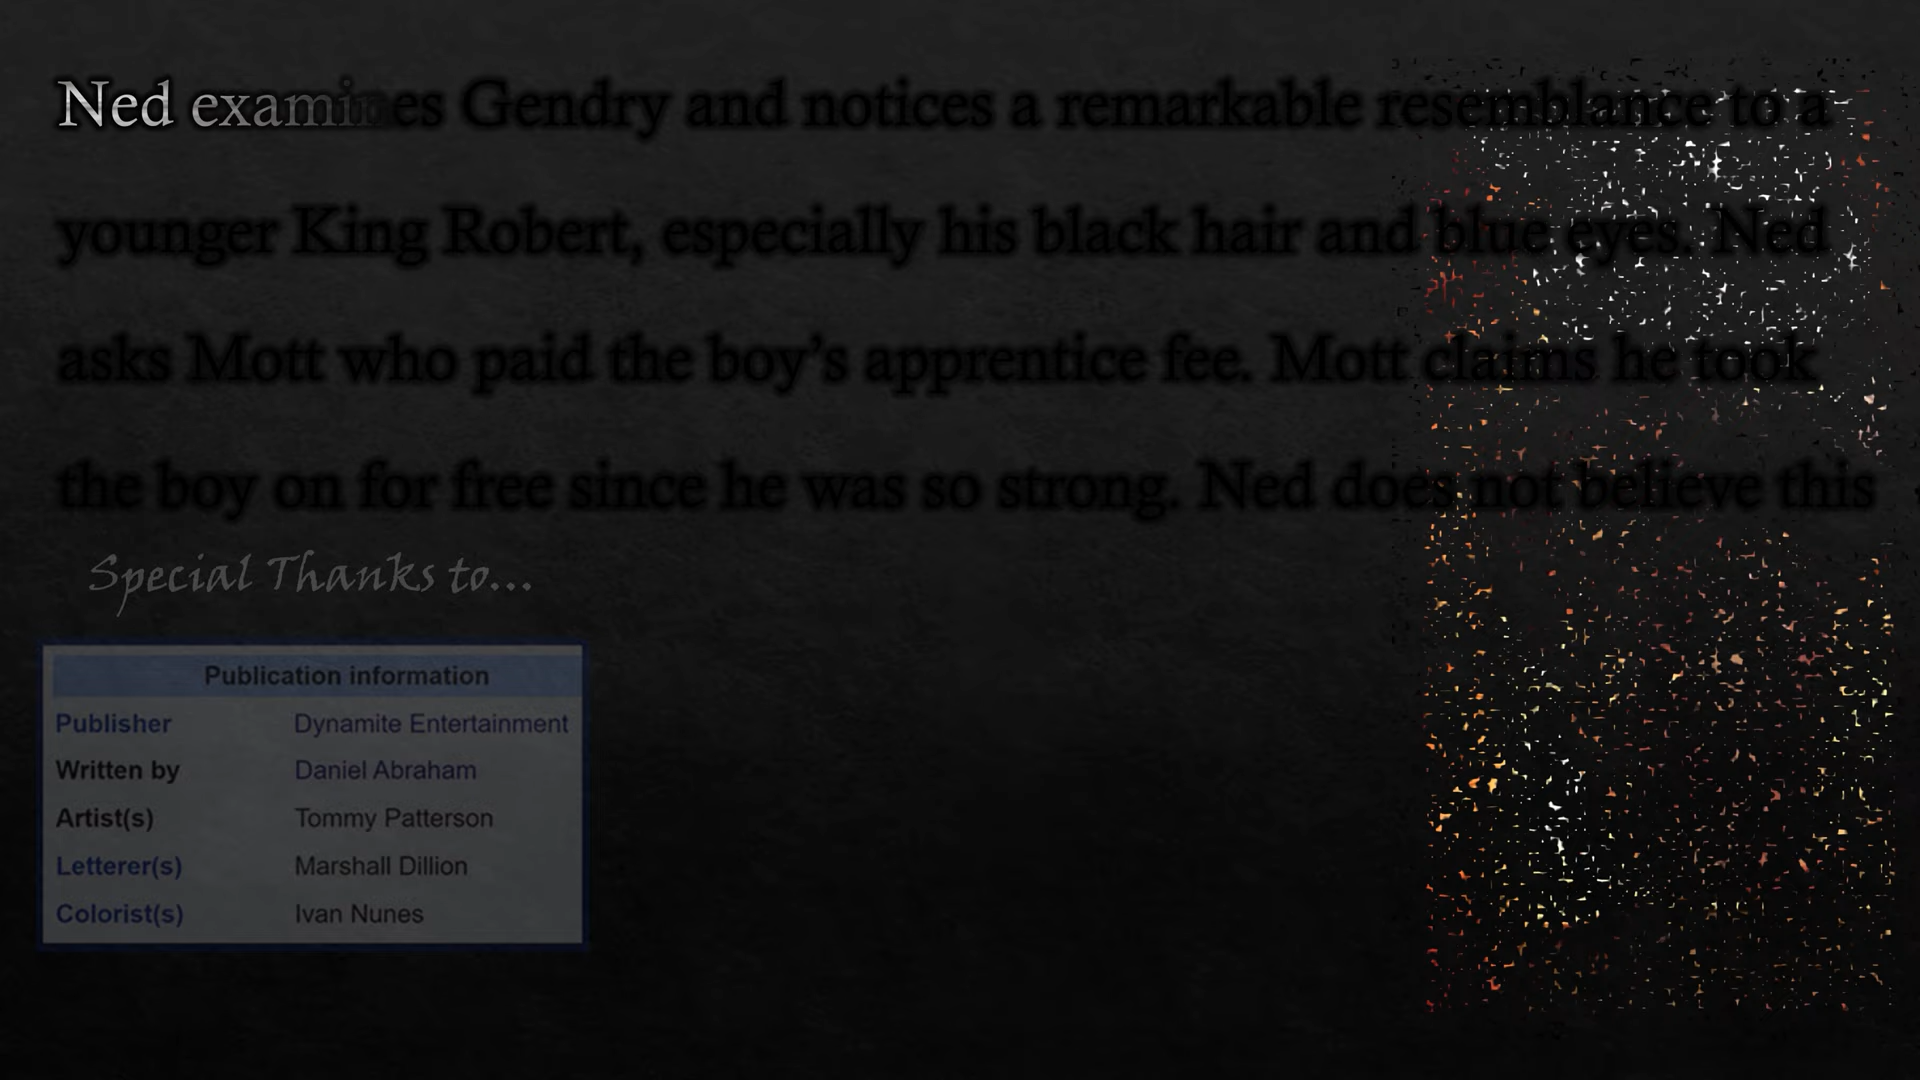 Ned examines Gendry and notices a remarkable resemblance to a
younger King Robert, especially his black hair and blue eyes. Ned
asks Mott who paid the boy’s apprentice fee. Mott claims he took
the boy on for free since he was so strong. Ned does not believe this
Special Thanks to...
Publication information
Publisher Dynamite Entertainment
Written by Daniel Abraham
Artist(s) Tommy Patterson
Letterer(s) Marshall Dillion
Colorist(s) Ivan Nunes